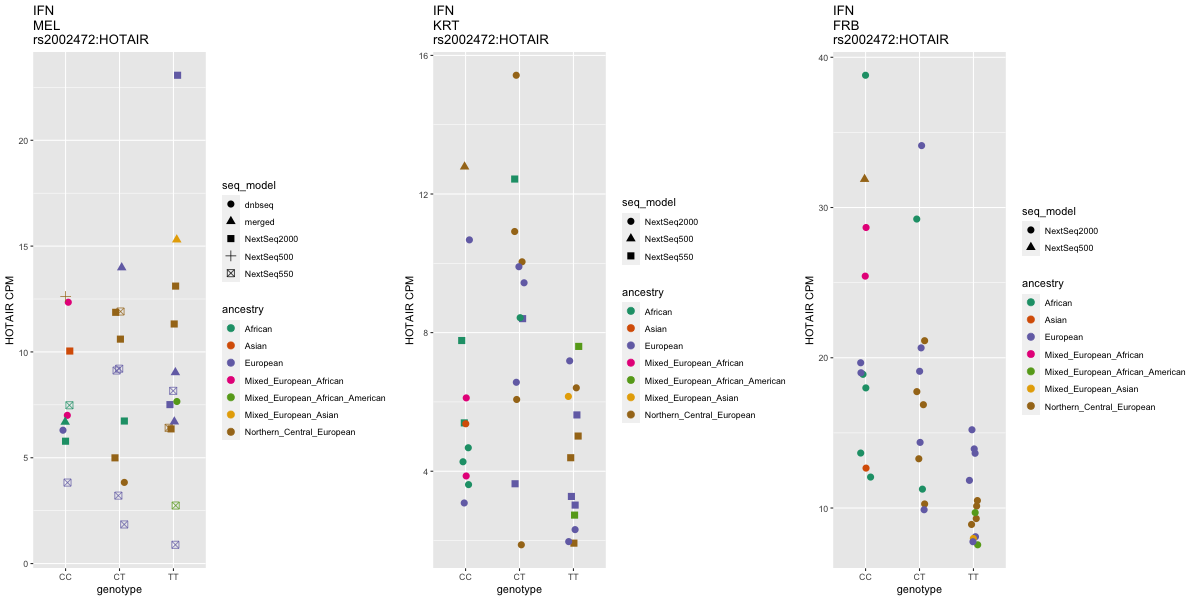 IFN
MEL
rs2002472:HOTAIR
HOTAIR CPM
20
15
10
5
0
CC CT TT
genotype
seq_model
dnbseq
merged
NextSeq2000
NextSeq500
NextSeq550
ancestry
African
Asian
European
Mixed_European_African
Mixed_European_African_American
Mixed_European_Asian
Northern_Central_European
IFN
KRT
rs2002472:HOTAIR
HOTAIR CPM
16
12
8
4
CC CT TT
genotype
seq_model
NextSeq2000
NextSeq500
NextSeq550
ancestry
African
Asian
European
Mixed_European_African
Mixed_European_African_American
Mixed_European_Asian
Northern_Central_European
IFN
FRB
rs2002472:HOTAIR
HOTAIR CPM
40
30
20
10
CC CT TT
genotype
seq_model
NextSeq2000
NextSeq500
ancestry
African
Asian
European
Mixed_European_African
Mixed_European_African_American
Mixed_European_Asian
Northern_Central_European